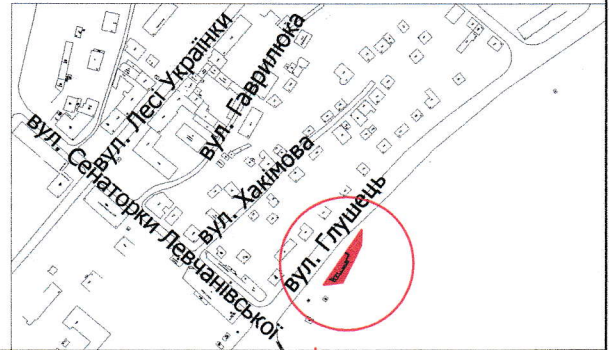 вул. Лесі Українки
вул. Гаврилюка
вул. Сенаторки Левчанівської
вул. Хакімова
вул. Глушець